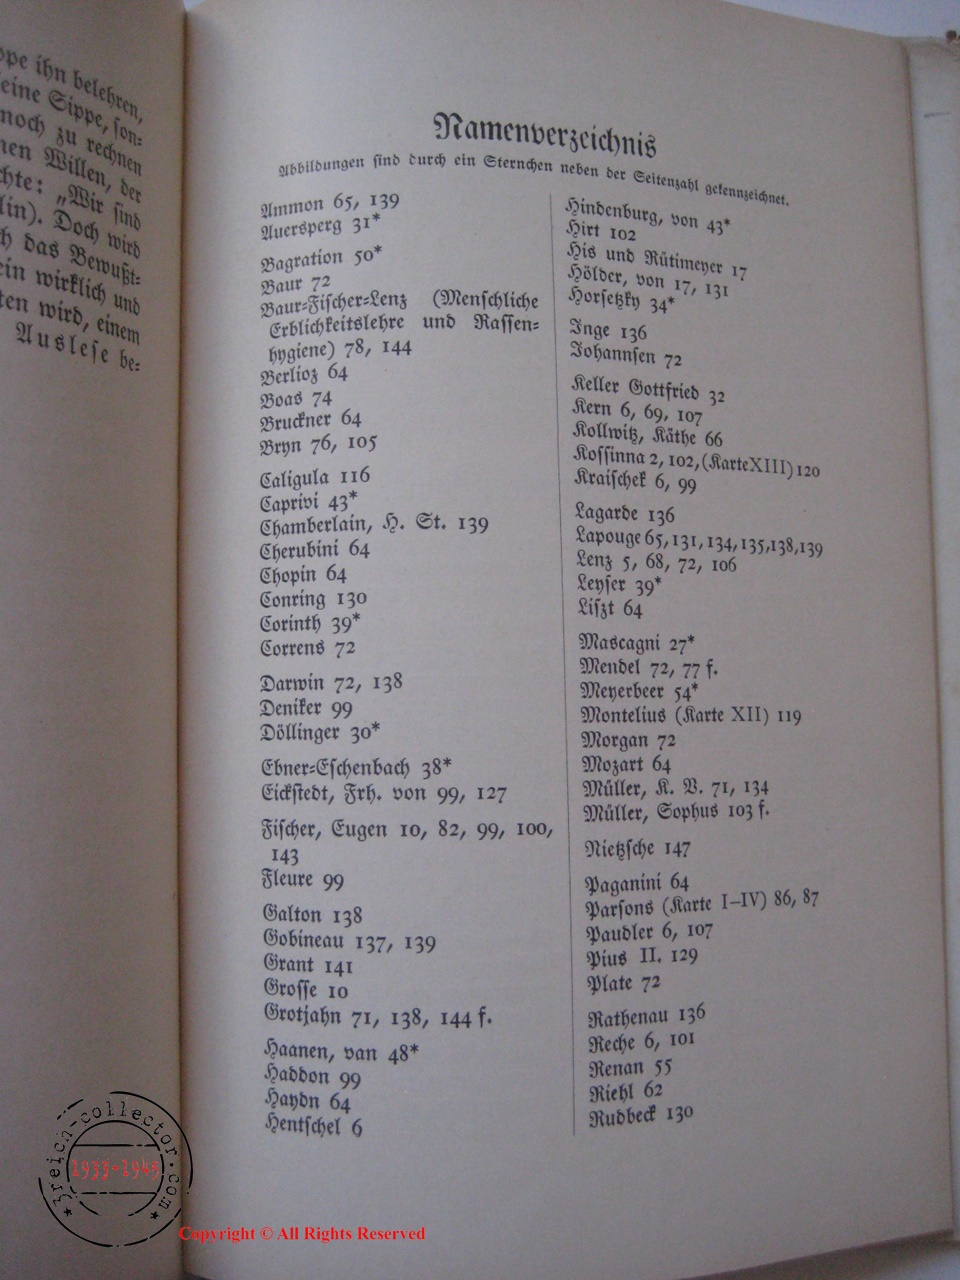 ppe ihn belehren,
eine Sippe, son-
noch zu rechnen
nen Willen, der
hte: „Wir sind
lin). Doch wird
h das Bewußt-
ein wirklich und
ten wird, einem
Auslese be-
Namenverzeichnis
Abbildungen sind durch ein Sternchen neben der Seitenzahl gekennzeichnet.
Ammon 65, 139
Auersperg 31*
Bagration 50*
Baur 72
Baur-Fischer-Lenz (Menschliche
Erblichkeitslehre und Rassen-
hygiene) 78, 144
Berlioz 64
Boas 74
Bruckner 64
Bryn 76, 105
Caligula 116
Caprivi 43*
Chamberlain, H. St. 139
Cherubini 64
Chopin 64
Conring 130
Corinth 39*
Correns 72
Darwin 72, 138
Deniker 99
Döllinger 30*
Ebner-Eschenbach 38*
Eickstedt, Frh. von 99, 127
Fischer, Eugen 10, 82, 99, 100,
143
Fleure 99
Galton 138
Gobineau 137, 139
Grant 141
Grosse 10
Grotjahn 71, 138, 144 f.
Haanen, van 48*
Haddon 99
Haydn 64
Hentschel 6
Hindenburg, von 43*
Hirt 102
His und Rütimeyer 17
Hölder, von 17, 131
Horsetzky 34*
Inge 136
Johannsen 72
Keller Gottfried 32
Kern 6, 69, 107
Kollwitz, Käthe 66
Kossinna 2, 102, (Karte XIII) 120
Kraischek 6, 99
Lagarde 136
Lapouge 65, 131, 134, 135, 138, 139
Lenz 5, 68, 72, 106
Leyser 39*
Liszt 64
Mascagni 27*
Mendel 72, 77 f.
Meyerbeer 54*
Montelius (Karte XII) 119
Morgan 72
Mozart 64
Müller, K. V. 71, 134
Müller, Sophus 103 f.
Nietzsche 147
Paganini 64
Parsons (Karte I–IV) 86, 87
Paudler 6, 107
Pius II. 129
Plate 72
Rathenau 136
Reche 6, 101
Renan 55
Riehl 62
Rudbeck 130
3reich-collector.com
1933-1945
Copyright © All Rights Reserved